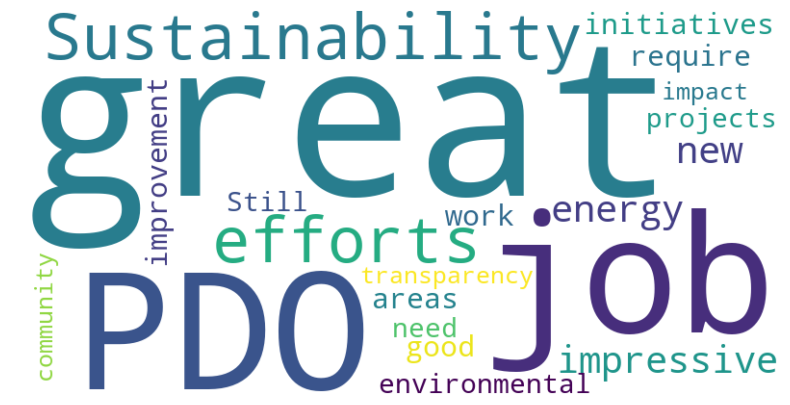 Sustainability
initiatives
require
great
impact
projects
improvement
new
Still
work
energy
efforts
job
community
PDO
transparency
areas
need
good
impressive
environmental